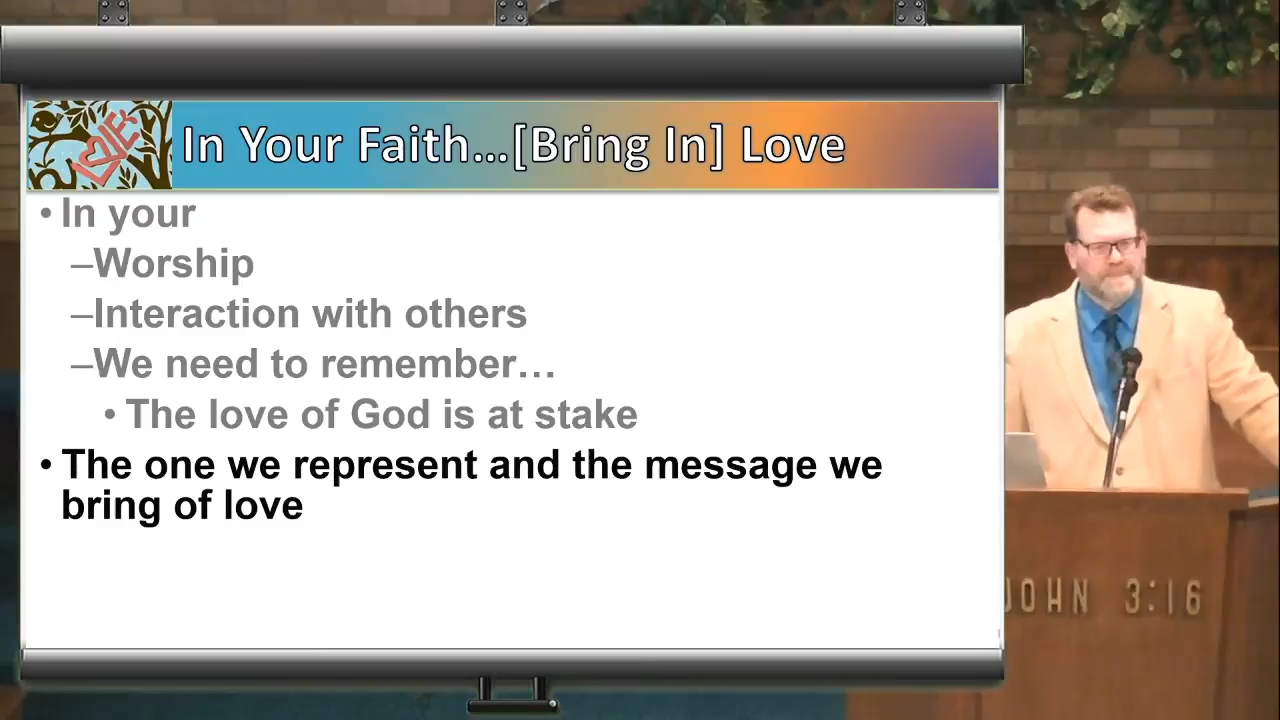 LOVE
In Your Faith...[Bring In] Love
• In your
–Worship
–Interaction with others
–We need to remember…
• The love of God is at stake
• The one we represent and the message we
bring of love
JOHN 3:16